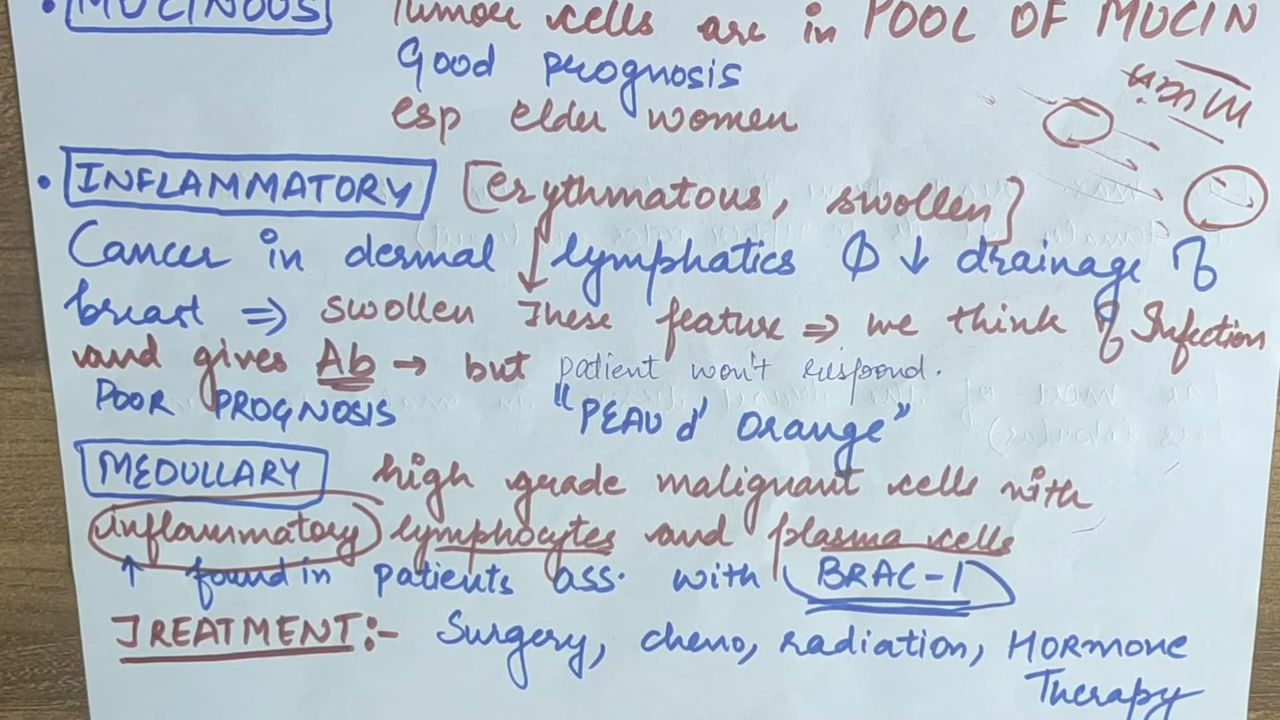 • MUCINOUS Tumour cells are in POOL OF MUCIN
Good prognosis
esp elder women
Mucin
• INFLAMMATORY [erythmatous, swollen]
Cancer in dermal lymphatics ↓ drainage of
breast ⇒ swollen These feature ⇒ we think of Infection
and gives Ab → but patient won't respond.
POOR PROGNOSIS "PEAU d' Orange"
MEDULLARY high grade malignant cells with
inflammatory lymphocytes and plasma cells
↑ found in patients ass. with BRAC-1
TREATMENT:- Surgery, chemo, radiation, HORMONE
Therapy